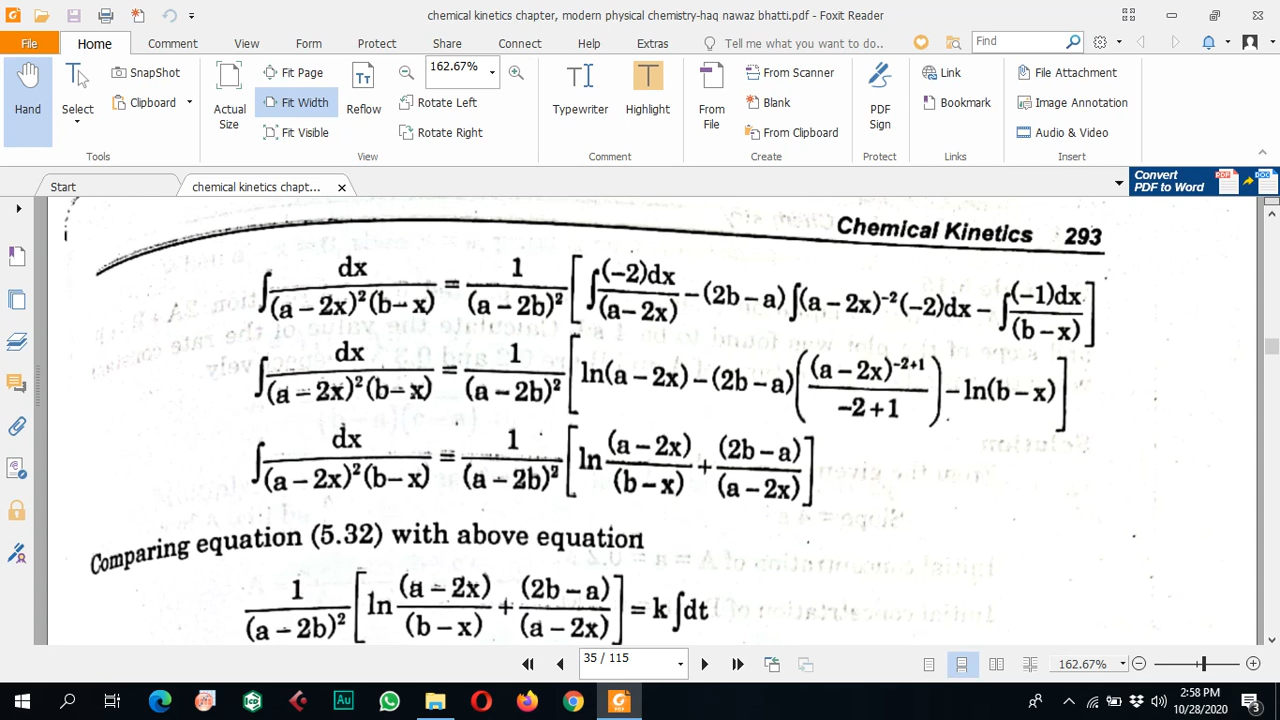 chemical kinetics chapter, modern physical chemistry-haq nawaz bhatti.pdf - Foxit Reader
File Home Comment View Form Protect Share Connect Help Extras Tell me what you want to do.. Find
Hand
Select
SnapShot
Clipboard
Tools
Actual Size
Fit Page
Fit Width
Fit Visible
Reflow
162.67%
Rotate Left
Rotate Right
View
Typewriter
Highlight
Comment
From File
From Scanner
Blank
From Clipboard
Create
PDF Sign
Protect
Link
Bookmark
Links
File Attachment
Image Annotation
Audio & Video
Insert
Start
chemical kinetics chapt...
Convert PDF to Word
Chemical Kinetics 293
∫ dx/((a – 2x)²(b – x)) = 1/(a – 2b)² [∫ (–2)dx/(a – 2x) – (2b – a) ∫(a – 2x)⁻²(–2)dx – ∫ (–1)dx/(b – x)]
∫ dx/((a – 2x)²(b – x)) = 1/(a – 2b)² [ln(a – 2x) – (2b – a)((a – 2x)⁻²⁺¹/(–2 + 1)) – ln(b – x)]
∫ dx/((a – 2x)²(b – x)) = 1/(a – 2b)² [ln (a – 2x)/(b – x) + (2b – a)/(a – 2x)]
Comparing equation (5.32) with above equation
1/(a – 2b)² [ln (a – 2x)/(b – x) + (2b – a)/(a – 2x)] = k ∫dt
35 / 115
162.67%
Au
2:58 PM
10/28/2020
3